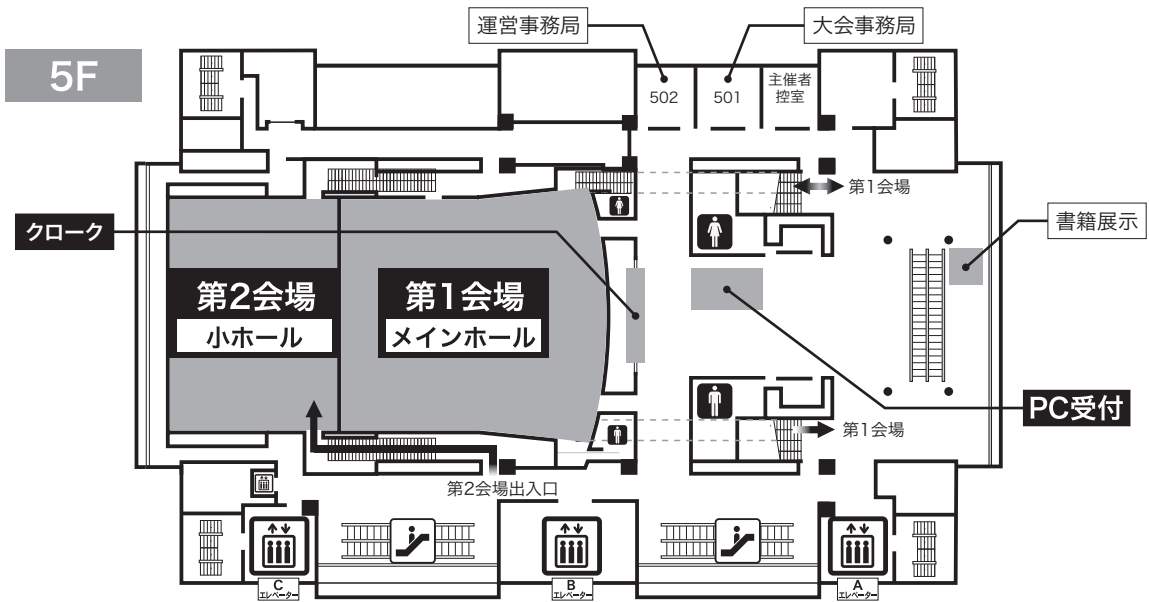 運営事務局
大会事務局
5F
502
501
主催者
控室
第1会場
書籍展示
クローク
第2会場
小ホール
第1会場
メインホール
PC受付
第1会場
第2会場出入口
C
エレベーター
B
エレベーター
A
エレベーター